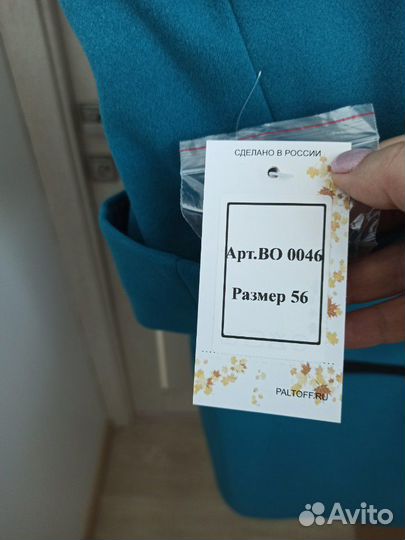 СДЕЛАНО В РОССИИ
Арт.ВО 0046
Размер 56
PALTOFF.RU
Avito